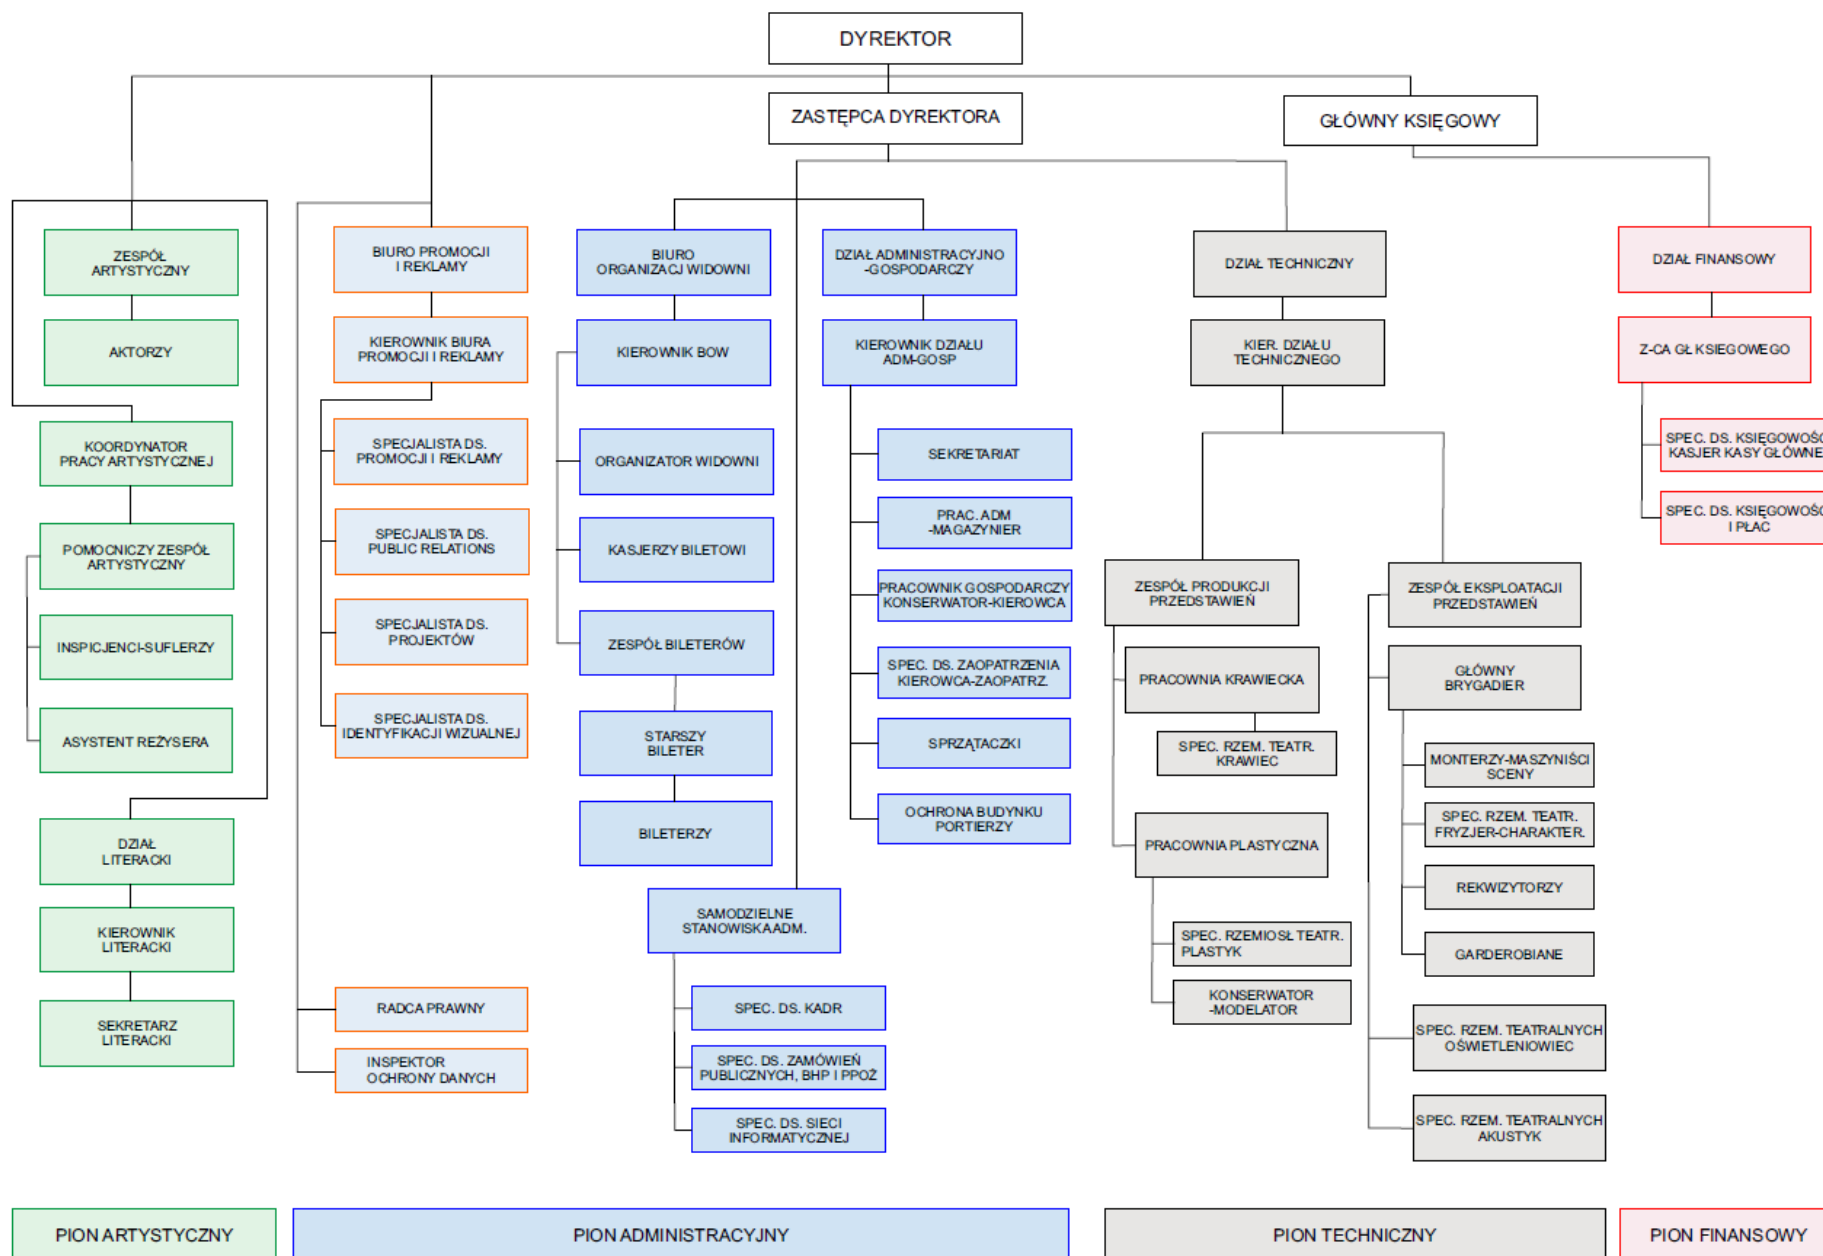 DYREKTOR
ZASTĘPCA DYREKTORA
GŁÓWNY KSIĘGOWY
ZESPÓŁ
ARTYSTYCZNY
AKTORZY
KOORDYNATOR
PRACY ARTYSTYCZNEJ
POMOCNICZY ZESPÓŁ
ARTYSTYCZNY
INSPICJENCI-SUFLERZY
ASYSTENT REŻYSERA
DZIAŁ
LITERACKI
KIEROWNIK
LITERACKI
SEKRETARZ
LITERACKI
BIURO PROMOCJI
I REKLAMY
KIEROWNIK BIURA
PROMOCJI I REKLAMY
SPECJALISTA DS.
PROMOCJI I REKLAMY
SPECJALISTA DS.
PUBLIC RELATIONS
SPECJALISTA DS.
PROJEKTÓW
SPECJALISTA DS.
IDENTYFIKACJI WIZUALNEJ
RADCA PRAWNY
INSPEKTOR
OCHRONY DANYCH
BIURO
ORGANIZACJ WIDOWNI
KIEROWNIK BOW
ORGANIZATOR WIDOWNI
KASJERZY BILETOWI
ZESPÓŁ BILETERÓW
STARSZY
BILETER
BILETERZY
DZIAŁ ADMINISTRACYJNO
-GOSPODARCZY
KIEROWNIK DZIAŁU
ADM-GOSP
SEKRETARIAT
PRAC. ADM
-MAGAZYNIER
PRACOWNIK GOSPODARCZY
KONSERWATOR-KIEROWCA
SPEC. DS. ZAOPATRZENIA
KIEROWCA-ZAOPATRZ.
SPRZĄTACZKI
OCHRONA BUDYNKU
PORTIERZY
SAMODZIELNE
STANOWISKA ADM.
SPEC. DS. KADR
SPEC. DS. ZAMÓWIEŃ
PUBLICZNYCH, BHP I PPOŻ
SPEC. DS. SIECI
INFORMATYCZNEJ
DZIAŁ TECHNICZNY
KIER. DZIAŁU
TECHNICZNEGO
ZESPÓŁ PRODUKCJI
PRZEDSTAWIEŃ
PRACOWNIA KRAWIECKA
SPEC. RZEM. TEATR.
KRAWIEC
PRACOWNIA PLASTYCZNA
SPEC. RZEMIOSŁ TEATR.
PLASTYK
KONSERWATOR
-MODELATOR
ZESPÓŁ EKSPLOATACJI
PRZEDSTAWIEŃ
GŁÓWNY
BRYGADIER
MONTERZY-MASZYNIŚCI
SCENY
SPEC. RZEM. TEATR.
FRYZJER-CHARAKTER.
REKWIZYTORZY
GARDEROBIANE
SPEC. RZEM. TEATRALNYCH
OŚWIETLENIOWIEC
SPEC. RZEM. TEATRALNYCH
AKUSTYK
DZIAŁ FINANSOWY
Z-CA GŁ KSIEGOWEGO
SPEC. DS. KSIĘGOWOŚC
KASJER KASY GŁÓWNE
SPEC. DS. KSIĘGOWOŚC
I PŁAC
PION ARTYSTYCZNY
PION ADMINISTRACYJNY
PION TECHNICZNY
PION FINANSOWY